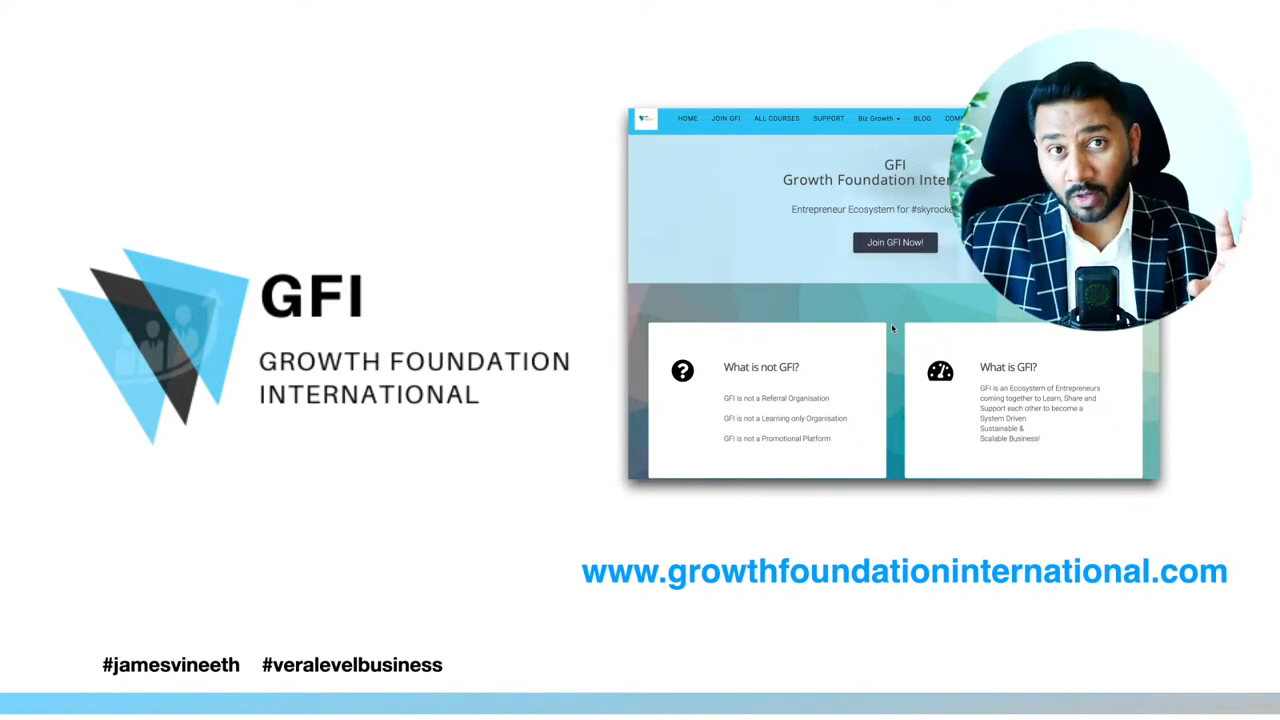 GFI
GROWTH FOUNDATION
INTERNATIONAL
HOME JOIN GFI ALL COURSES SUPPORT Biz Growth BLOG COM
GFI
Growth Foundation Inter
Entrepreneur Ecosystem for #skyrocke
Join GFI Now!
What is not GFI?
GFI is not a Referral Organisation
GFI is not a Learning only Organisation
GFI is not a Promotional Platform
What is GFI?
GFI is an Ecosystem of Entrepreneurs
coming together to Learn, Share and
Support each other to become a
System Driven
Sustainable &
Scalable Business!
www.growthfoundationinternational.com
#jamesvineeth #veralevelbusiness